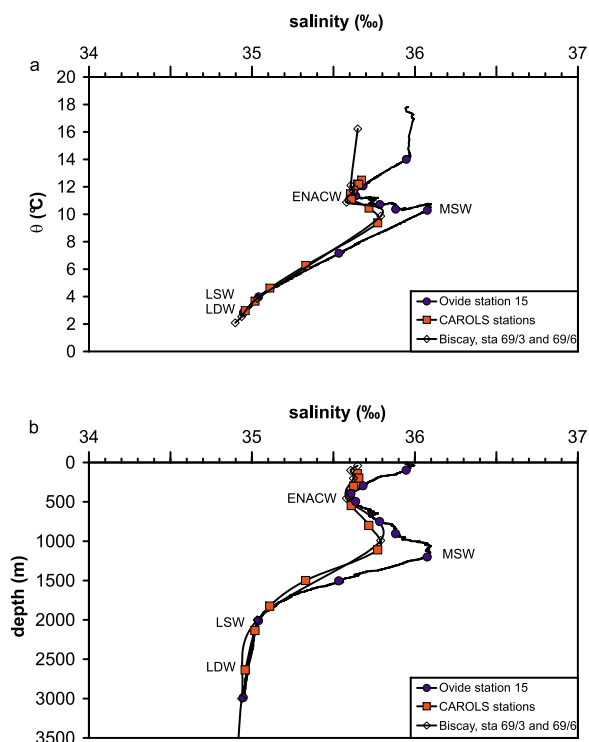 salinity (‰)
34 35 36 37
a
20
18
16
14
12
10
8
6
4
2
0
θ (°C)
ENACW
MSW
LSW
LDW
Ovide station 15
CAROLS stations
Biscay, sta 69/3 and 69/6
b
salinity (‰)
34 35 36 37
0
500
1000
1500
2000
2500
3000
3500
depth (m)
ENACW
MSW
LSW
LDW
Ovide station 15
CAROLS stations
Biscay, sta 69/3 and 69/6